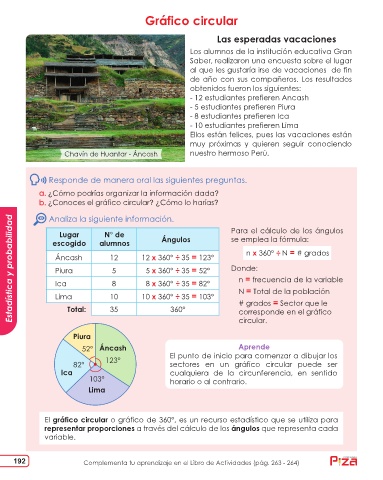 Gráfico circular
Las esperadas vacaciones
Los alumnos de la institución educativa Gran
Saber, realizaron una encuesta sobre el lugar
al que les gustaría irse de vacaciones de fin
de año con sus compañeros. Los resultados
obtenidos fueron los siguientes:
- 12 estudiantes prefieren Ancash
- 5 estudiantes prefieren Piura
- 8 estudiantes prefieren Ica
- 10 estudiantes prefieren Lima
Ellos están felices, pues las vacaciones están
muy próximas y quieren seguir conociendo
nuestro hermoso Perú.
Chavín de Huantar - Áncash
Responde de manera oral las siguientes preguntas.
a. ¿Cómo podrías organizar la información dada?
b. ¿Conoces el gráfico circular? ¿Cómo lo harías?
Analiza la siguiente información.
Lugar escogido N° de alumnos Ángulos
Áncash 12 12 x 360° ÷ 35 = 123°
Piura 5 5 x 360° ÷ 35 = 52°
Ica 8 8 x 360° ÷ 35 = 82°
Lima 10 10 x 360° ÷ 35 = 103°
Total: 35 360°
Para el cálculo de los ángulos
se emplea la fórmula:
n x 360° ÷ N = # grados
Donde:
n = frecuencia de la variable
N = Total de la población
# grados = Sector que le
corresponde en el gráfico
circular.
Piura
52° Áncash
123°
82°
Ica
103°
Lima
Aprende
El punto de inicio para comenzar a dibujar los
sectores en un gráfico circular puede ser
cualquiera de la circunferencia, en sentido
horario o al contrario.
El gráfico circular o gráfico de 360°, es un recurso estadístico que se utiliza para
representar proporciones a través del cálculo de los ángulos que representa cada
variable.
Estadística y probabilidad
192
Complementa tu aprendizaje en el Libro de Actividades (pág. 263 - 264)
Piza